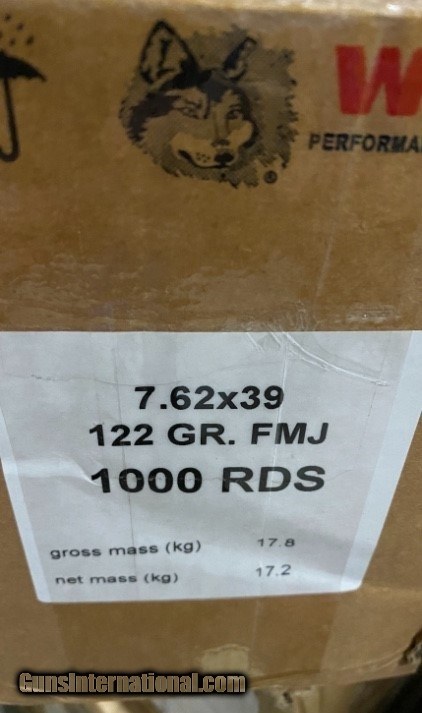 W
PERFORMA
7.62x39
122 GR. FMJ
1000 RDS
gross mass (kg) 17.8
net mass (kg) 17.2
GunsInternational.com